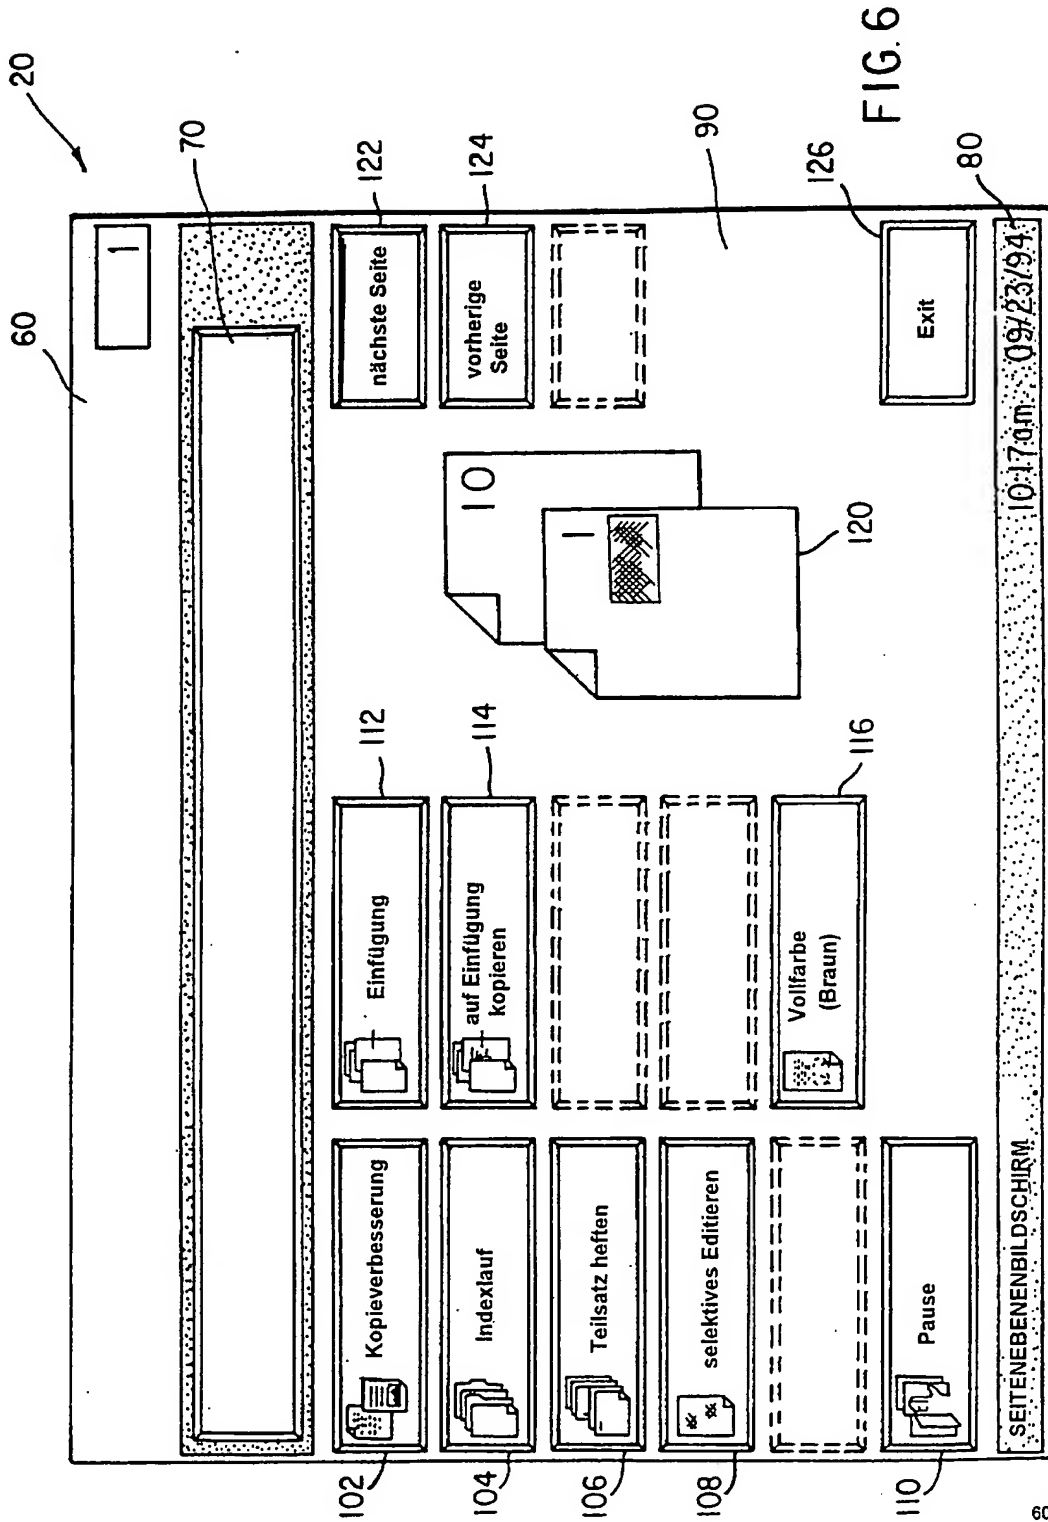 20
60
1
70
102
Kopieverbesserung
112
Einfügung
nächste Seite
122
104
Indexlauf
114
auf Einfügung
kopieren
vorherige
Seite
124
10
1
106
Teilsatz heften
108
selektives Editieren
90
116
Vollfarbe
(Braun)
120
110
Pause
Exit
126
SEITENEBENENBILDSCHIRM
10:17am 09/23/94
80
FIG. 6
60